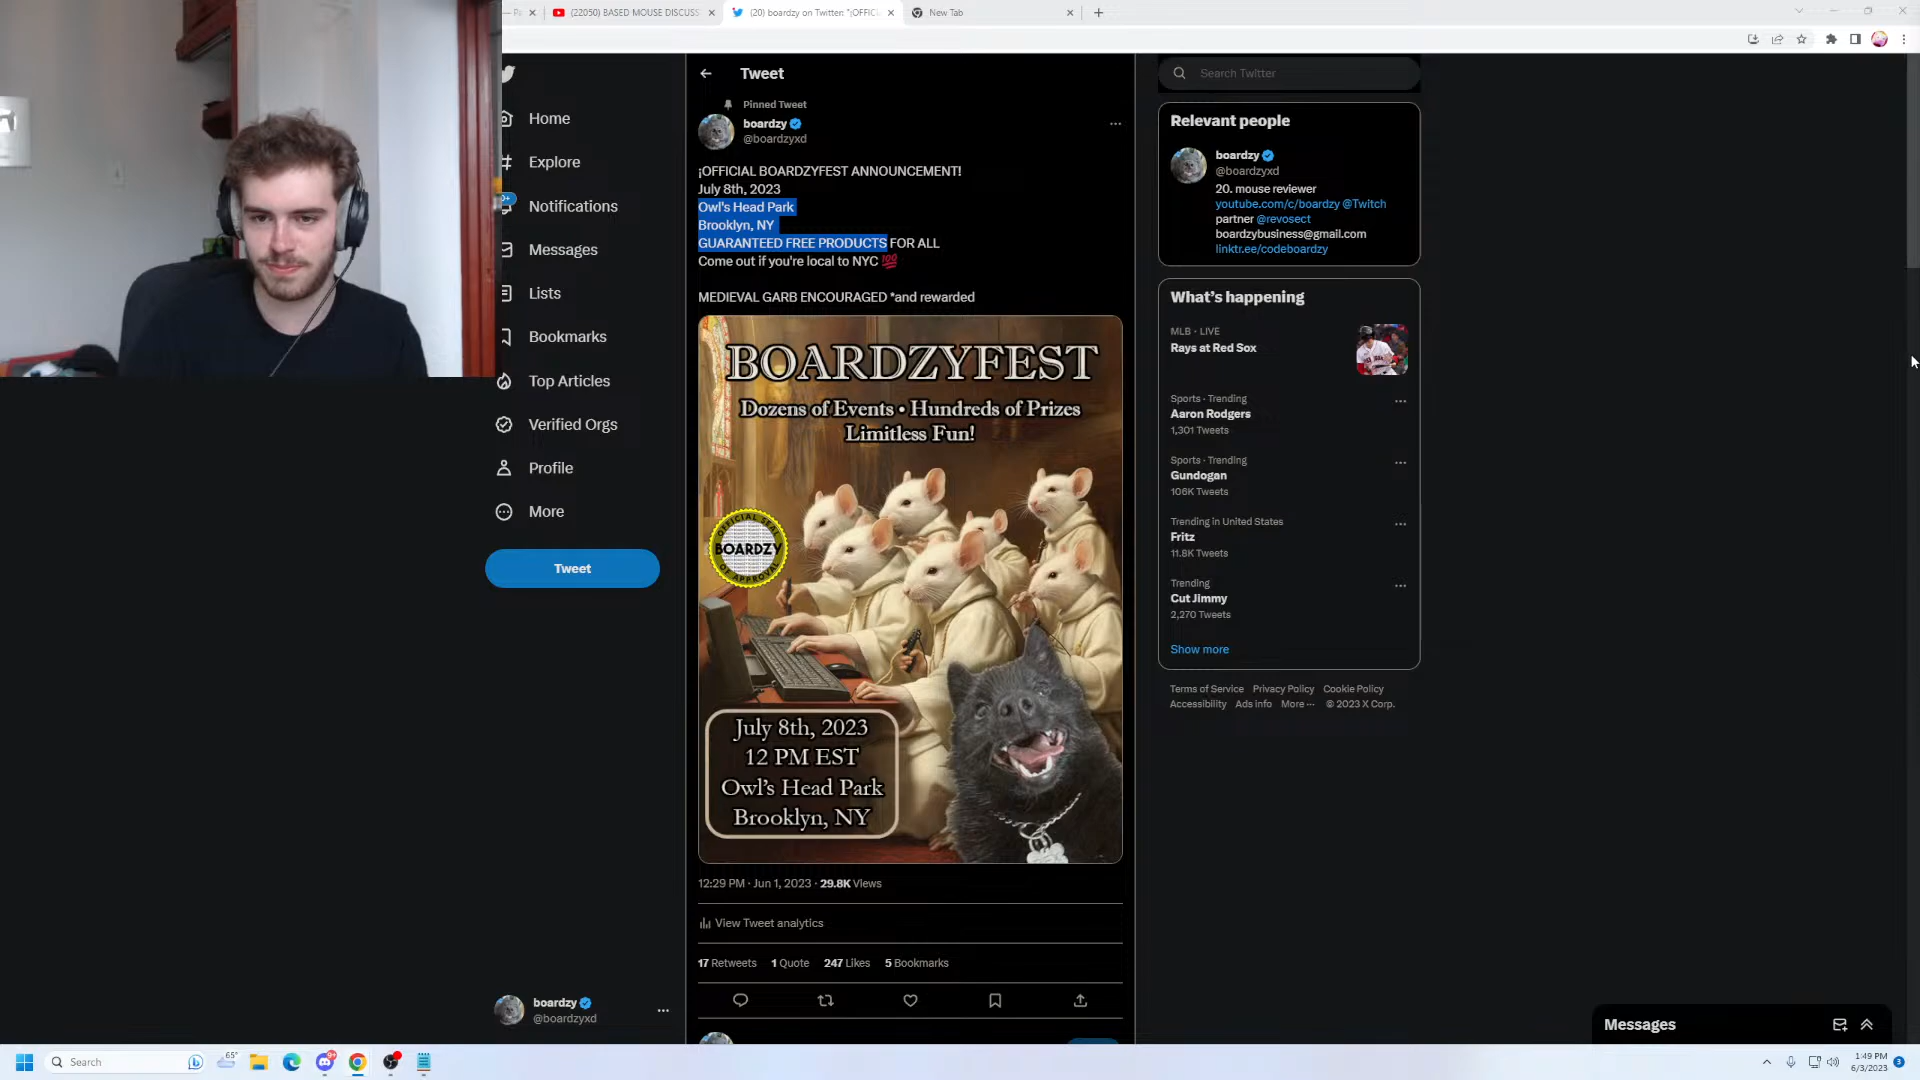 (22050) BASED MOUSE DISCUSS
(20) boardzy on Twitter: "¡OFFIC
New Tab
Home
Explore
Notifications
Messages
Lists
Bookmarks
Top Articles
Verified Orgs
Profile
More
Tweet
boardzy
@boardzyxd
Tweet
Pinned Tweet
boardzy
@boardzyxd
¡OFFICIAL BOARDZYFEST ANNOUNCEMENT!
July 8th, 2023
Owl's Head Park
Brooklyn, NY
GUARANTEED FREE PRODUCTS FOR ALL
Come out if you're local to NYC 💯
MEDIEVAL GARB ENCOURAGED *and rewarded
BOARDZYFEST
Dozens of Events • Hundreds of Prizes
Limitless Fun!
OFFICIAL SEAL
BOARDZY
OF APPROVAL
July 8th, 2023
12 PM EST
Owl's Head Park
Brooklyn, NY
12:29 PM · Jun 1, 2023 · 29.8K Views
View Tweet analytics
17 Retweets 1 Quote 247 Likes 5 Bookmarks
Search Twitter
Relevant people
boardzy
@boardzyxd
20. mouse reviewer
youtube.com/c/boardzy @Twitch
partner @revosect
boardzybusiness@gmail.com
linktr.ee/codeboardzy
What's happening
MLB · LIVE
Rays at Red Sox
Sports · Trending
Aaron Rodgers
1,301 Tweets
Sports · Trending
Gundogan
106K Tweets
Trending in United States
Fritz
11.8K Tweets
Trending
Cut Jimmy
2,270 Tweets
Show more
Terms of Service Privacy Policy Cookie Policy
Accessibility Ads info More ··· © 2023 X Corp.
Messages
Search
65°
9+
1:49 PM
6/3/2023
3